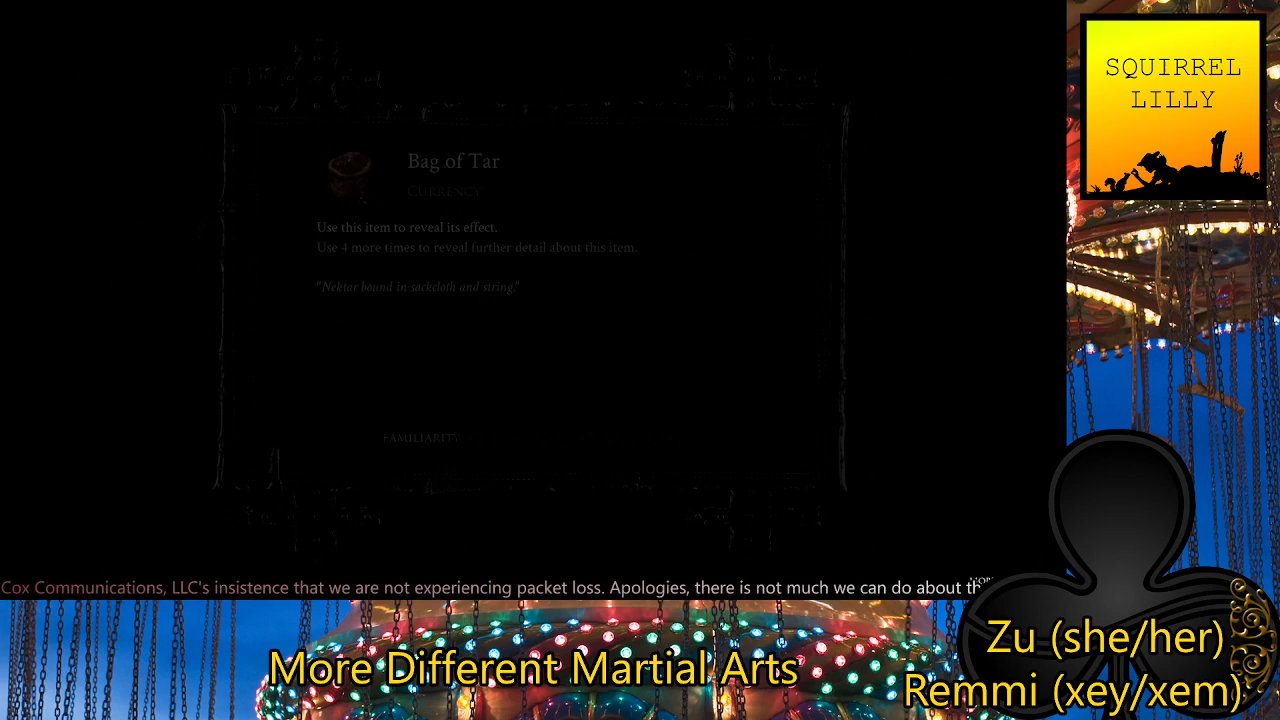 SQUIRREL
LILLY
Bag of Tar
CURRENCY
Use this item to reveal its effect.
Use 4 more times to reveal further detail about this item.
"Nektar bound in sackcloth and string."
FAMILIARITY
Cox Communications, LLC's insistence that we are not experiencing packet loss. Apologies, there is not much we can do about th
More Different Martial Arts
Zu (she/her)
Remmi (xey/xem)